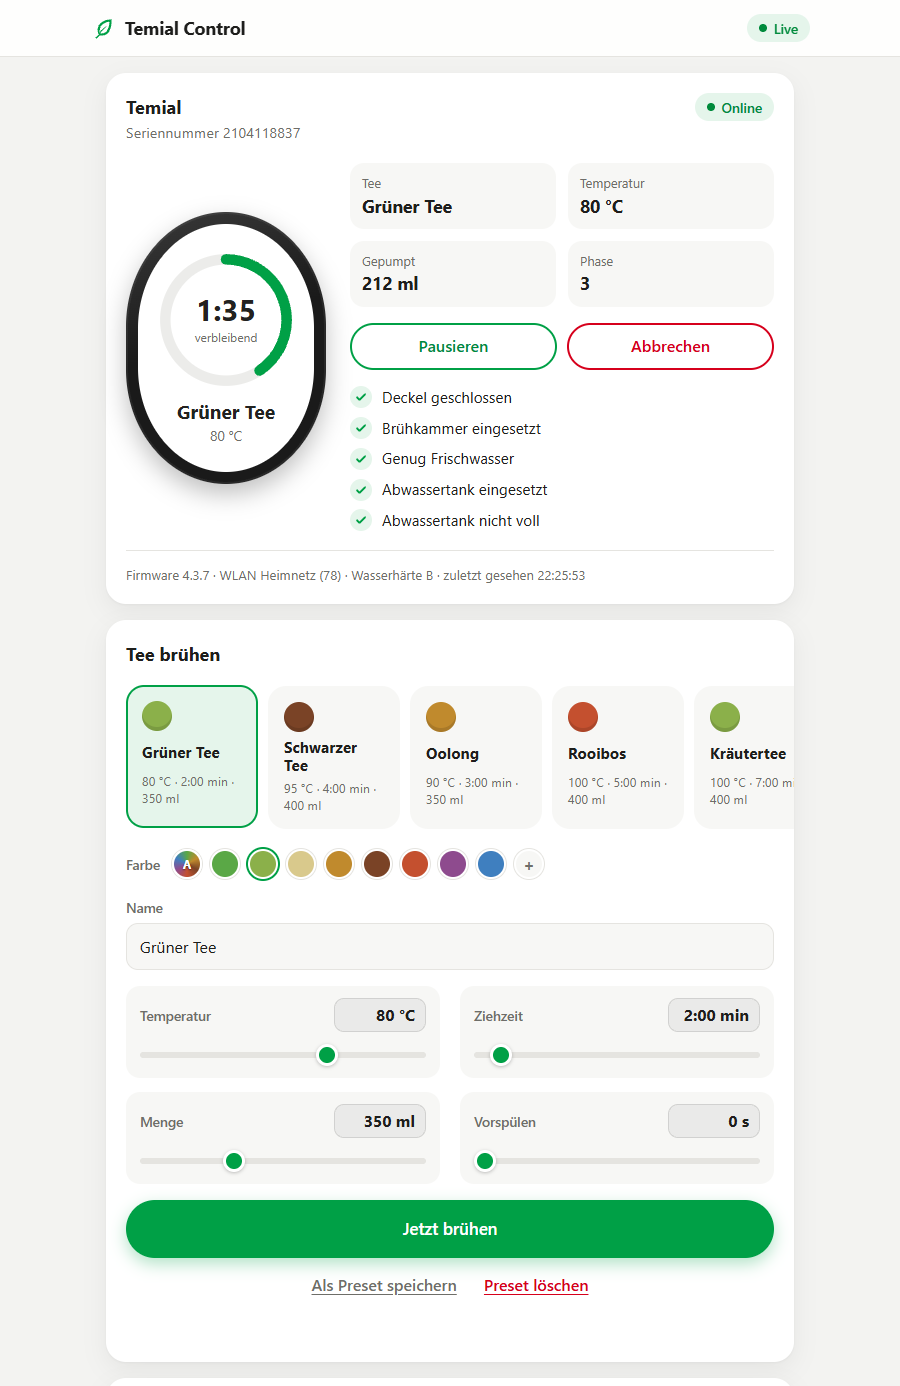 Temial Control
Live
Temial
Online
Seriennummer 2104118837
1:35
verbleibend
Grüner Tee
80 °C
Tee
Grüner Tee
Temperatur
80 °C
Gepumpt
212 ml
Phase
3
Pausieren
Abbrechen
Deckel geschlossen
Brühkammer eingesetzt
Genug Frischwasser
Abwassertank eingesetzt
Abwassertank nicht voll
Firmware 4.3.7 · WLAN Heimnetz (78) · Wasserhärte B · zuletzt gesehen 22:25:53
Tee brühen
Grüner Tee
80 °C · 2:00 min ·
350 ml
Schwarzer
Tee
95 °C · 4:00 min ·
400 ml
Oolong
90 °C · 3:00 min ·
350 ml
Rooibos
100 °C · 5:00 min ·
400 ml
Kräutertee
100 °C · 7:00 m
400 ml
Farbe
A
+
Name
Grüner Tee
Temperatur
80 °C
Ziehzeit
2:00 min
Menge
350 ml
Vorspülen
0 s
Jetzt brühen
Als Preset speichern
Preset löschen